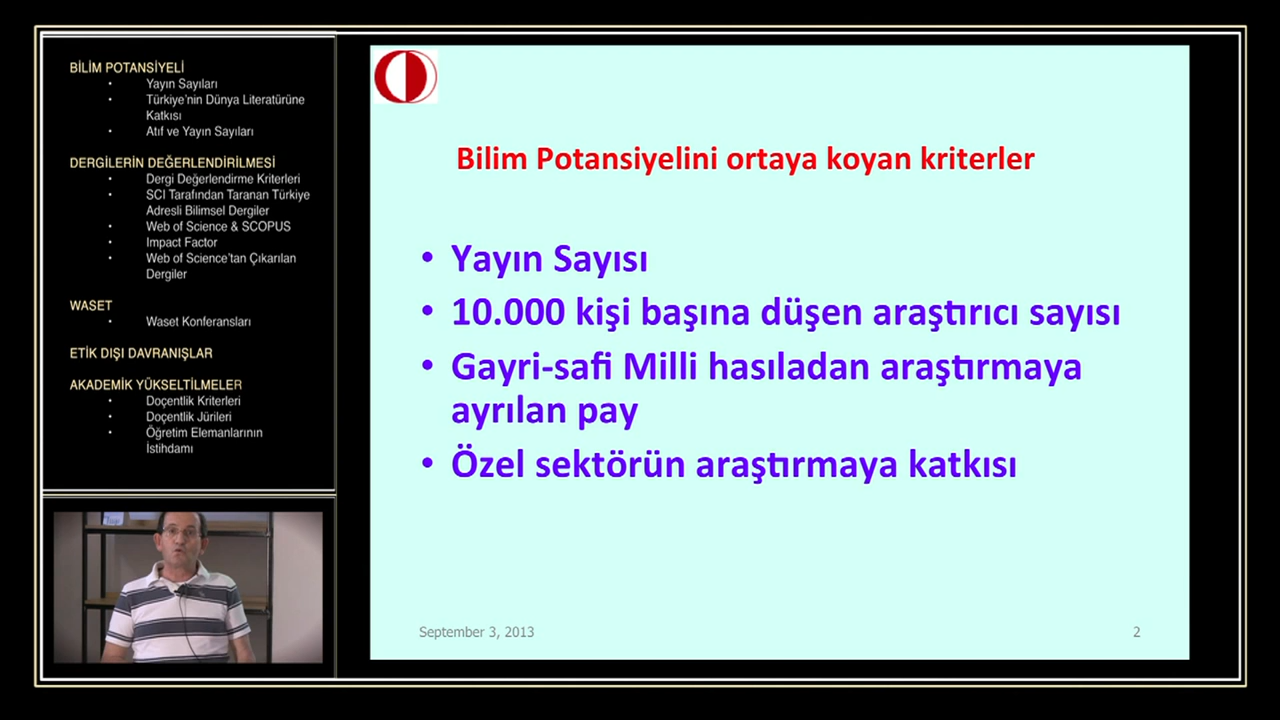 BİLİM POTANSİYELİ
• Yayın Sayıları
• Türkiye'nin Dünya Literatürüne
Katkısı
• Atıf ve Yayın Sayıları
DERGİLERİN DEĞERLENDİRİLMESİ
• Dergi Değerlendirme Kriterleri
• SCI Tarafından Taranan Türkiye
Adresli Bilimsel Dergiler
• Web of Science & SCOPUS
• Impact Factor
• Web of Science'tan Çıkarılan
Dergiler
WASET
• Waset Konferansları
ETİK DIŞI DAVRANIŞLAR
AKADEMİK YÜKSELTİLMELER
• Doçentlik Kriterleri
• Doçentlik Jürileri
• Öğretim Elemanlarının
İstihdamı
Bilim Potansiyelini ortaya koyan kriterler
• Yayın Sayısı
• 10.000 kişi başına düşen araştırıcı sayısı
• Gayri-safi Milli hasıladan araştırmaya
ayrılan pay
• Özel sektörün araştırmaya katkısı
September 3, 2013
2